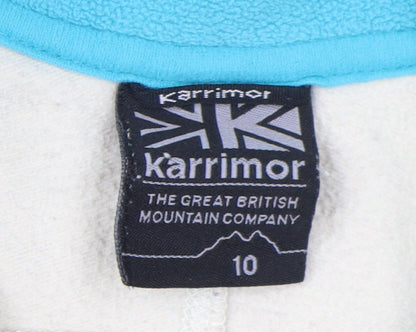 Karrimor
karrimor
THE GREAT BRITISH
MOUNTAIN COMPANY
10